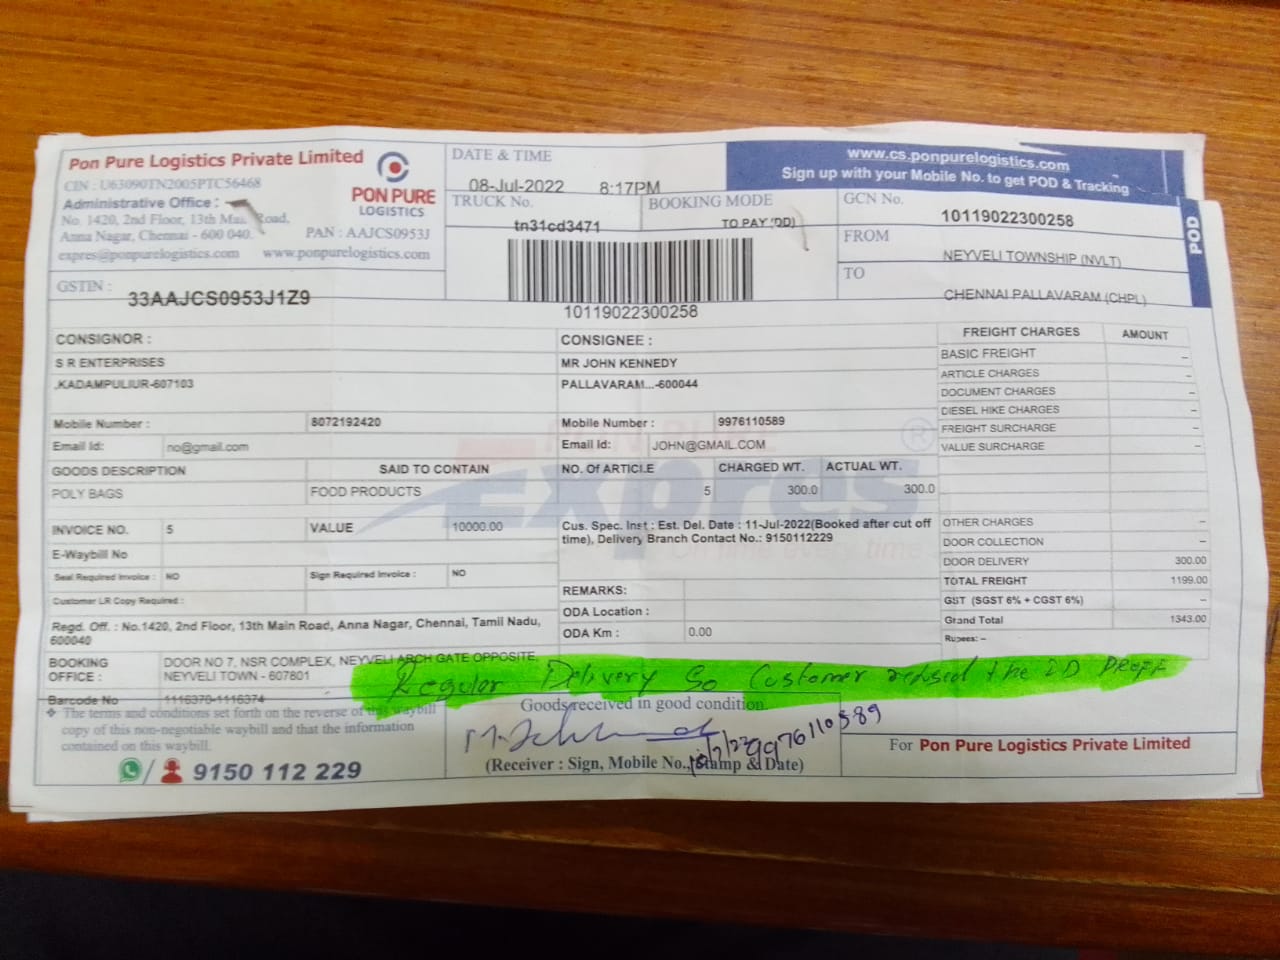 Pon Pure Logistics Private Limited
CIN : U63090TN2005PTC56468
Administrative Office :
No. 1420, 2nd Floor, 13th Main Road,
Anna Nagar, Chennai - 600 040.
PAN : AAJCS0953J
expres@ponpurelogistics.com www.ponpurelogistics.com
PON PURE
LOGISTICS
GSTIN : 33AAJCS0953J1Z9
DATE & TIME
08-Jul-2022 8:17PM
TRUCK No.
tn31cd3471
BOOKING MODE
TO PAY (DD)
10119022300258
www.cs.ponpurelogistics.com
Sign up with your Mobile No. to get POD & Tracking
GCN No. 10119022300258
FROM NEYVELI TOWNSHIP (NVLT)
TO CHENNAI PALLAVARAM (CHPL)
POD
CONSIGNOR :
S R ENTERPRISES
.KADAMPULIUR-607103
Mobile Number : 8072192420
Email Id: no@gmail.com
CONSIGNEE :
MR JOHN KENNEDY
PALLAVARAM...-600044
Mobile Number : 9976110589
Email Id: JOHN@GMAIL.COM
GOODS DESCRIPTION SAID TO CONTAIN NO. Of ARTICLE CHARGED WT. ACTUAL WT.
POLY BAGS FOOD PRODUCTS 5 300.0 300.0
INVOICE NO. 5 VALUE 10000.00
E-Waybill No
Seal Required Invoice : NO Sign Required Invoice : NO
Customer LR Copy Required :
Cus. Spec. Inst : Est. Del. Date : 11-Jul-2022(Booked after cut off
time), Delivery Branch Contact No.: 9150112229
REMARKS:
ODA Location :
ODA Km : 0.00
Expres
On time every time
®
FREIGHT CHARGES AMOUNT
BASIC FREIGHT –
ARTICLE CHARGES –
DOCUMENT CHARGES –
DIESEL HIKE CHARGES –
FREIGHT SURCHARGE –
VALUE SURCHARGE –
OTHER CHARGES –
DOOR COLLECTION –
DOOR DELIVERY 300.00
TOTAL FREIGHT 1199.00
GST (SGST 6% + CGST 6%) –
Grand Total 1343.00
Rupees: –
Regd. Off. : No.1420, 2nd Floor, 13th Main Road, Anna Nagar, Chennai, Tamil Nadu,
600040
BOOKING
OFFICE :
DOOR NO 7, NSR COMPLEX, NEYVELI ARCH GATE OPPOSITE,
NEYVELI TOWN - 607801
Barcode No 1116370-1116374
Regular Delivery So Customer refused the ID Proff
❖ The terms and conditions set forth on the reverse of this waybill
copy of this non-negotiable waybill and that the information
contained on this waybill.
/ 9150 112 229
Goods received in good condition.
9976110589
(Receiver : Sign, Mobile No., Stamp & Date)
For Pon Pure Logistics Private Limited